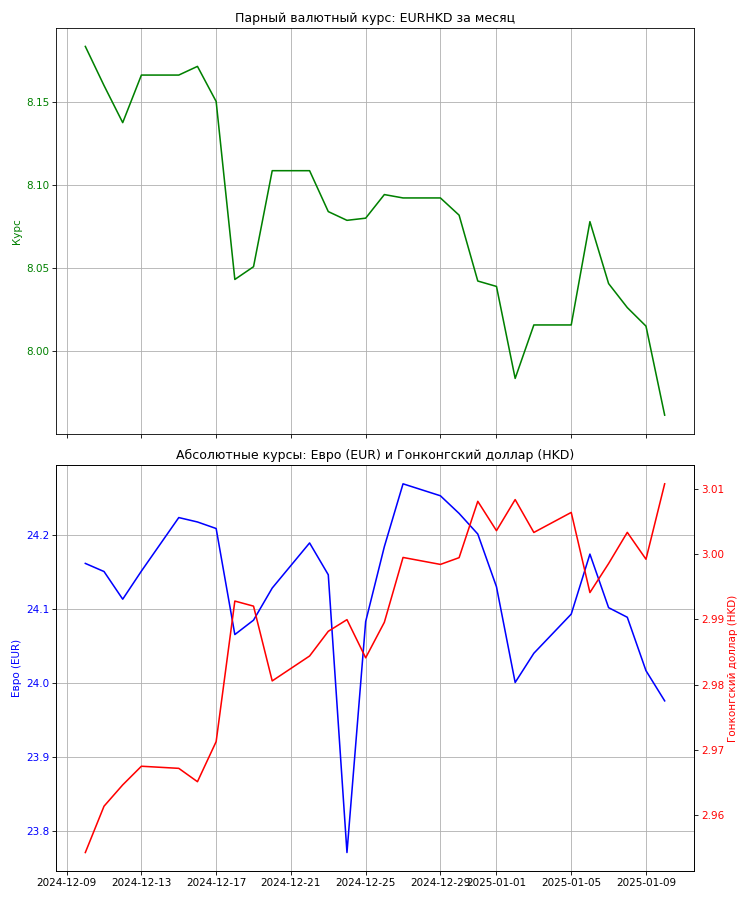 Парный валютный курс: EURHKD за месяц
8.15
8.10
8.05
8.00
Курс
Абсолютные курсы: Евро (EUR) и Гонконгский доллар (HKD)
24.2
24.1
24.0
23.9
23.8
Евро (EUR)
3.01
3.00
2.99
2.98
2.97
2.96
Гонконгский доллар (HKD)
2024-12-09 2024-12-13 2024-12-17 2024-12-21 2024-12-25 2024-12-29 2025-01-01 2025-01-05 2025-01-09